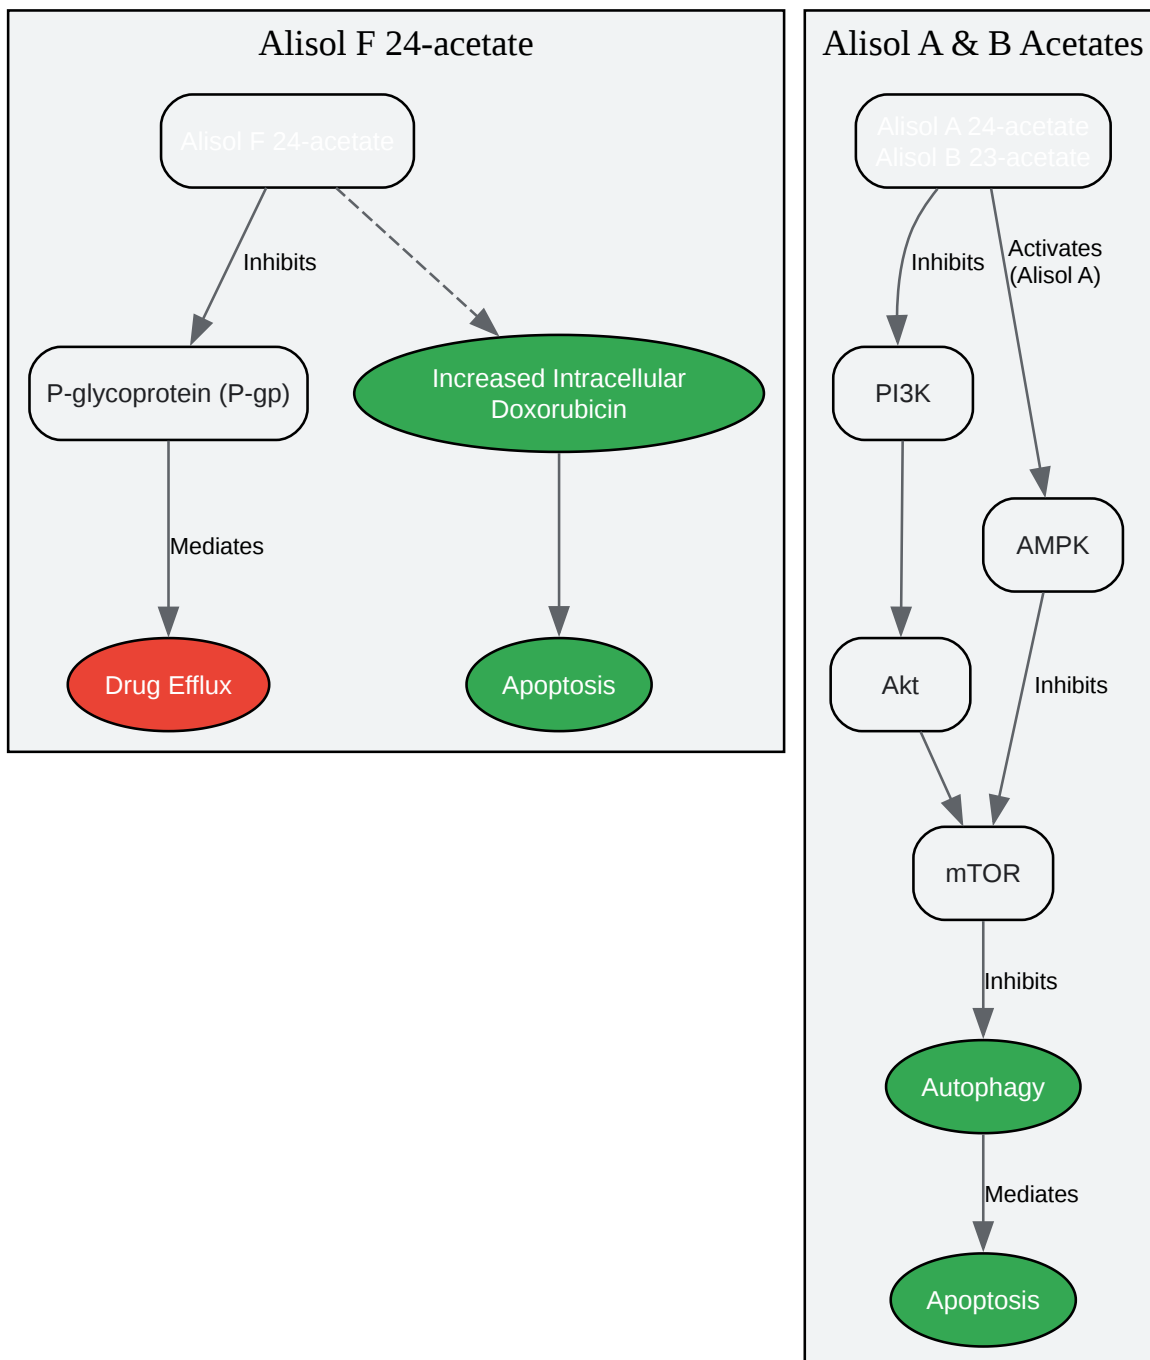 Alisol F 24-acetate
Alisol F 24-acetate
Inhibits
P-glycoprotein (P-gp)
Increased Intracellular
Doxorubicin
Mediates
Drug Efflux
Apoptosis
Alisol A & B Acetates
Alisol A 24-acetate
Alisol B 23-acetate
Inhibits
Activates
(Alisol A)
PI3K
AMPK
Akt
Inhibits
mTOR
Inhibits
Autophagy
Mediates
Apoptosis